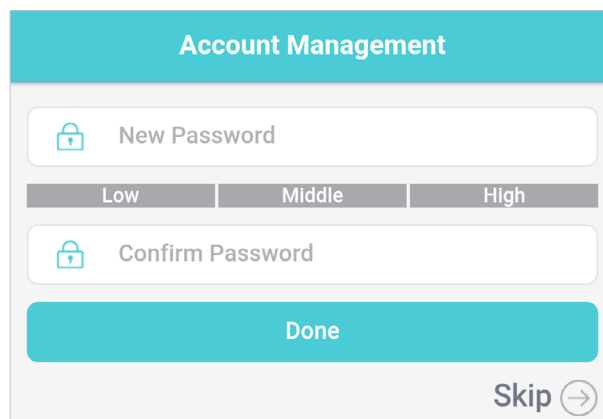 Account Management
New Password
Low Middle High
Confirm Password
Done
Skip